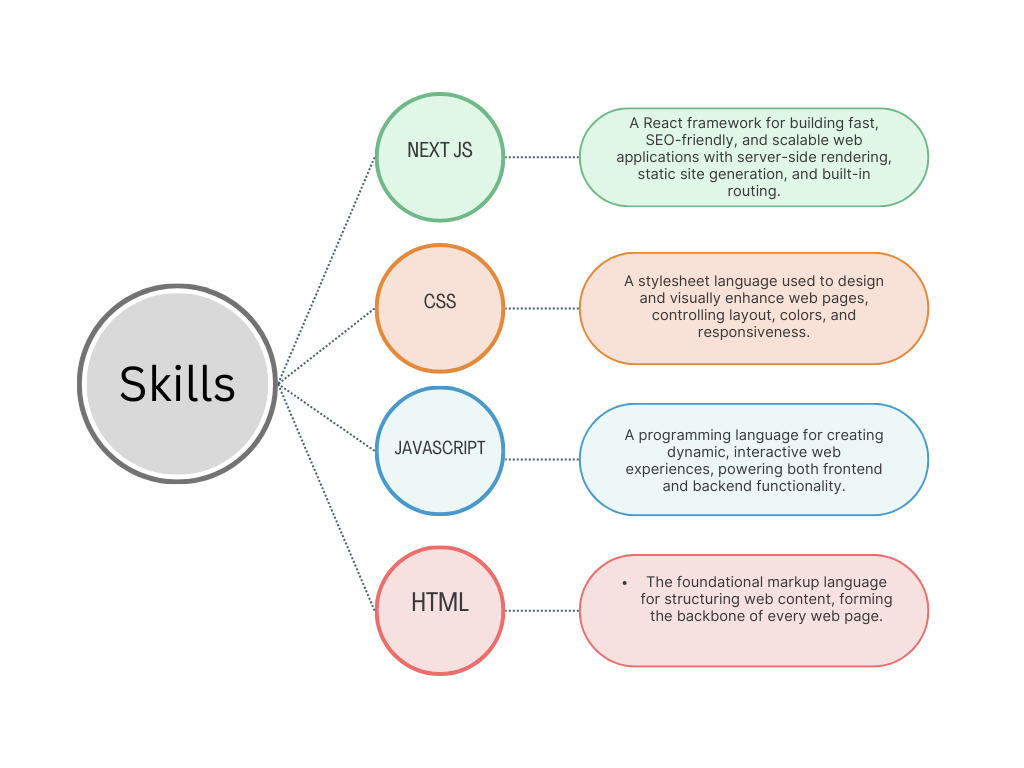 Skills
NEXT JS
A React framework for building fast,
SEO-friendly, and scalable web
applications with server-side rendering,
static site generation, and built-in
routing.
CSS
A stylesheet language used to design
and visually enhance web pages,
controlling layout, colors, and
responsiveness.
JAVASCRIPT
A programming language for creating
dynamic, interactive web
experiences, powering both frontend
and backend functionality.
HTML
• The foundational markup language
for structuring web content, forming
the backbone of every web page.